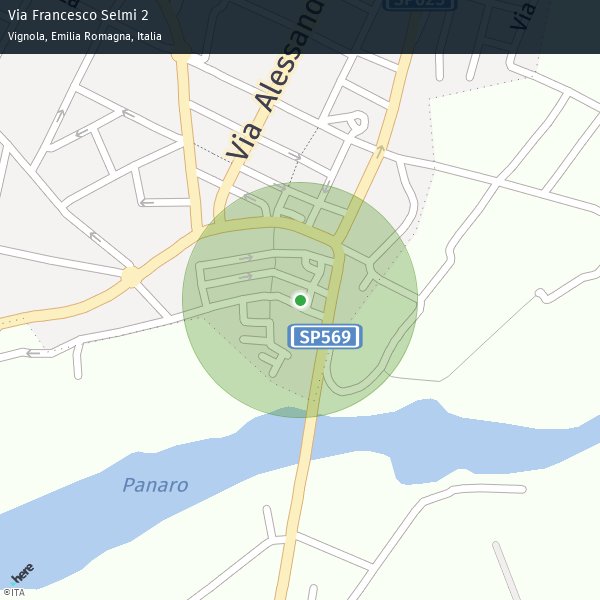 Via Francesco Selmi 2
Vignola, Emilia Romagna, Italia
SP623
Via
Via Alessand
SP569
Panaro
here
©ITA